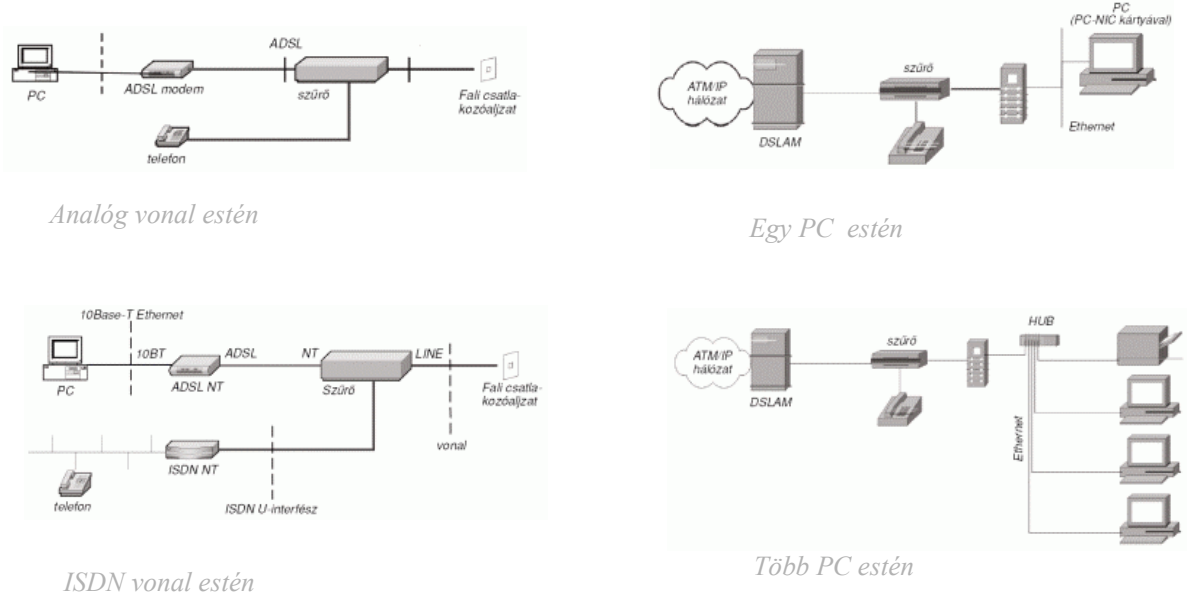 ADSL
PC
ADSL modem
szűrő
Fali csatla-
kozóaljzat
telefon
Analóg vonal estén
PC
(PC-NIC kártyával)
szűrő
ATM/IP
hálózat
DSLAM
Ethernet
Egy PC estén
10Base-T Ethernet
10BT
ADSL
NT
LINE
PC
ADSL NT
Szűrő
Fali csatla-
kozóaljzat
vonal
ISDN NT
telefon
ISDN U-interfész
ISDN vonal estén
HUB
szűrő
ATM/IP
hálózat
DSLAM
Ethernet
Több PC estén